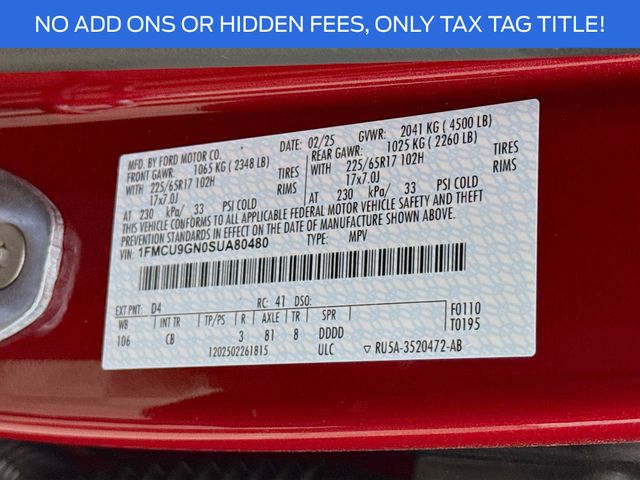 NO ADD ONS OR HIDDEN FEES, ONLY TAX TAG TITLE!
MFD. BY FORD MOTOR CO. DATE: 02/25 GVWR: 2041 KG ( 4500 LB)
FRONT GAWR: 1065 KG ( 2348 LB) REAR GAWR: 1025 KG ( 2260 LB)
WITH 225/65R17 102H TIRES WITH 225/65R17 102H TIRES
17x7.0J RIMS 17x7.0J RIMS
AT 230 kPa/ 33 PSI COLD AT 230 kPa/ 33 PSI COLD
THIS VEHICLE CONFORMS TO ALL APPLICABLE FEDERAL MOTOR VEHICLE SAFETY AND THEFT
PREVENTION STANDARDS IN EFFECT ON THE DATE OF MANUFACTURE SHOWN ABOVE.
VIN: 1FMCU9GN0SUA80480 TYPE: MPV
EXT PNT: D4 RC: 41 DSO:
WB INT TR TP/PS R AXLE TR SPR F0110
106 CB 3 81 8 DDDD T0195
1202502261815 ULC ▽ RU5A-3520472-AB